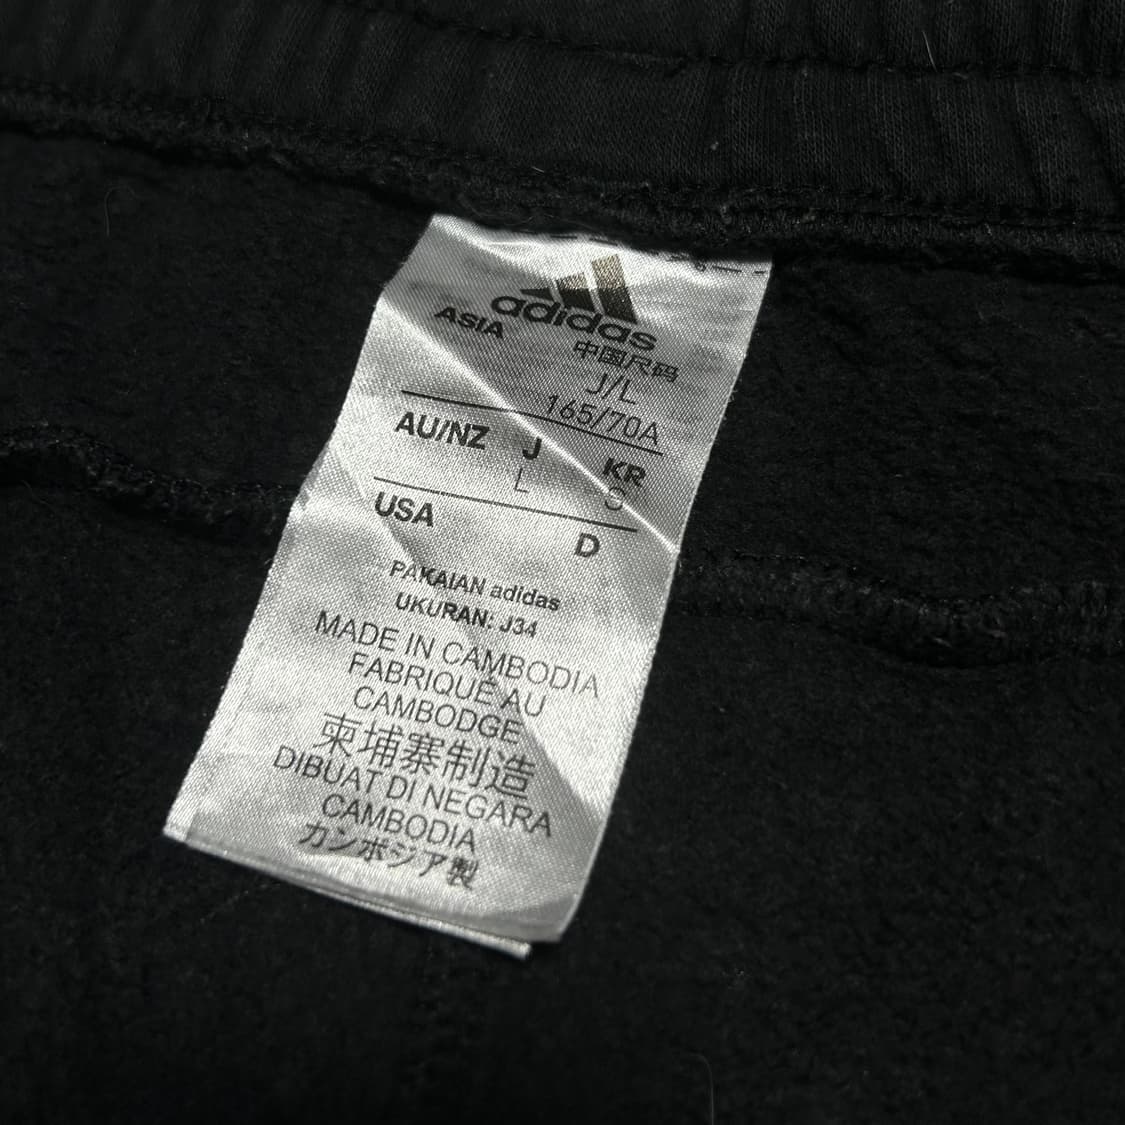 adidas
ASIA 中国尺码
J/L
165/70A
AU/NZ J KR
L S
USA D
PAKAIAN adidas
UKURAN: J34
MADE IN CAMBODIA
FABRIQUÉ AU
CAMBODGE
柬埔寨制造
DIBUAT DI NEGARA
CAMBODIA
カンボジア製